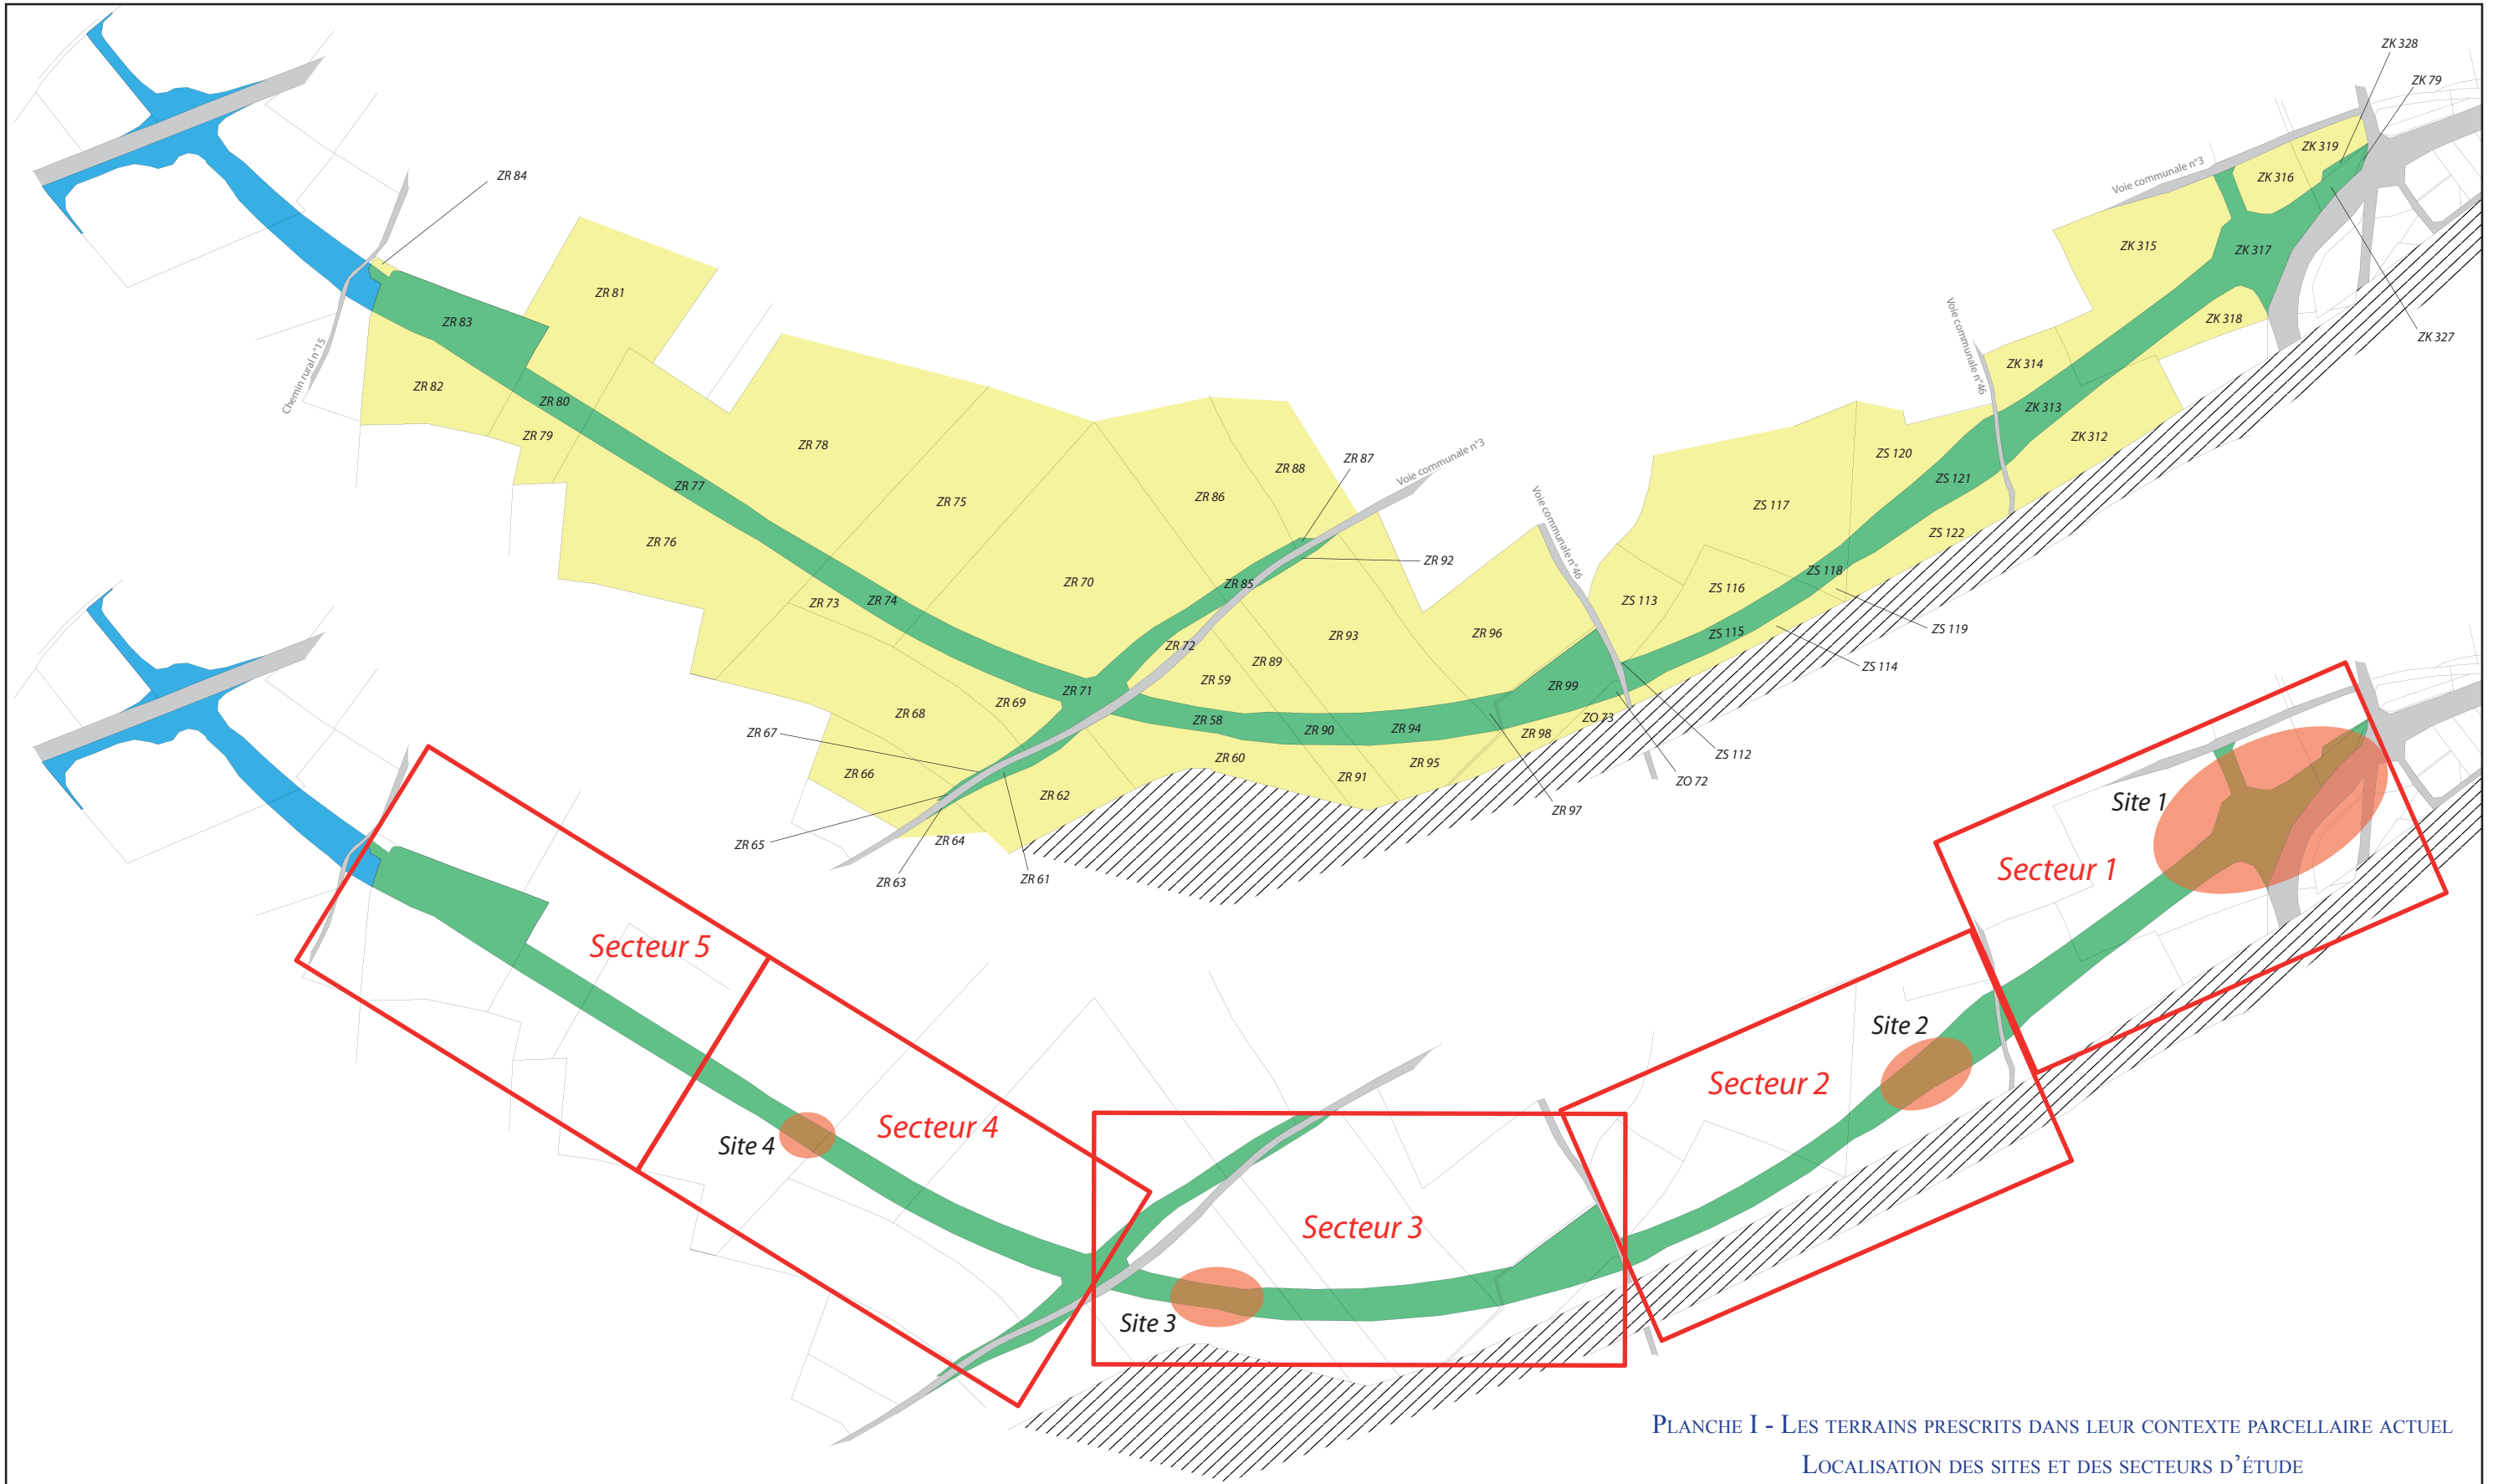 ZK 328
ZK 79
ZK 319
Voie communale n°3
ZK 316
ZR 84
ZK 315
ZK 317
ZR 81
ZK 318
ZR 83
Voie communale n°46
ZK 327
Chemin rural n°15
ZR 82
ZK 314
ZR 80
ZK 313
ZR 79
ZK 312
ZR 78
ZS 120
ZR 87
Voie communale n°3
ZR 88
ZS 121
ZR 77
ZR 86
ZR 75
ZS 117
Voie communale n°46
ZS 122
ZR 76
ZR 92
ZS 118
ZR 70
ZR 85
ZS 116
ZR 73
ZR 74
ZS 113
ZS 119
ZR 96
ZS 115
ZR 93
ZR 72
ZR 89
ZS 114
ZR 59
ZR 99
ZR 71
ZR 69
ZR 68
ZR 58
ZO 73
ZR 90
ZR 94
ZR 67
ZR 98
ZS 112
ZR 60
ZR 95
ZR 66
ZR 91
ZO 72
ZR 62
ZR 97
ZR 65
ZR 64
ZR 63
ZR 61
Site 1
Secteur 1
Secteur 5
Site 2
Secteur 2
Secteur 4
Site 4
Secteur 3
Site 3
PLANCHE I - LES TERRAINS PRESCRITS DANS LEUR CONTEXTE PARCELLAIRE ACTUEL
LOCALISATION DES SITES ET DES SECTEURS D’ÉTUDE